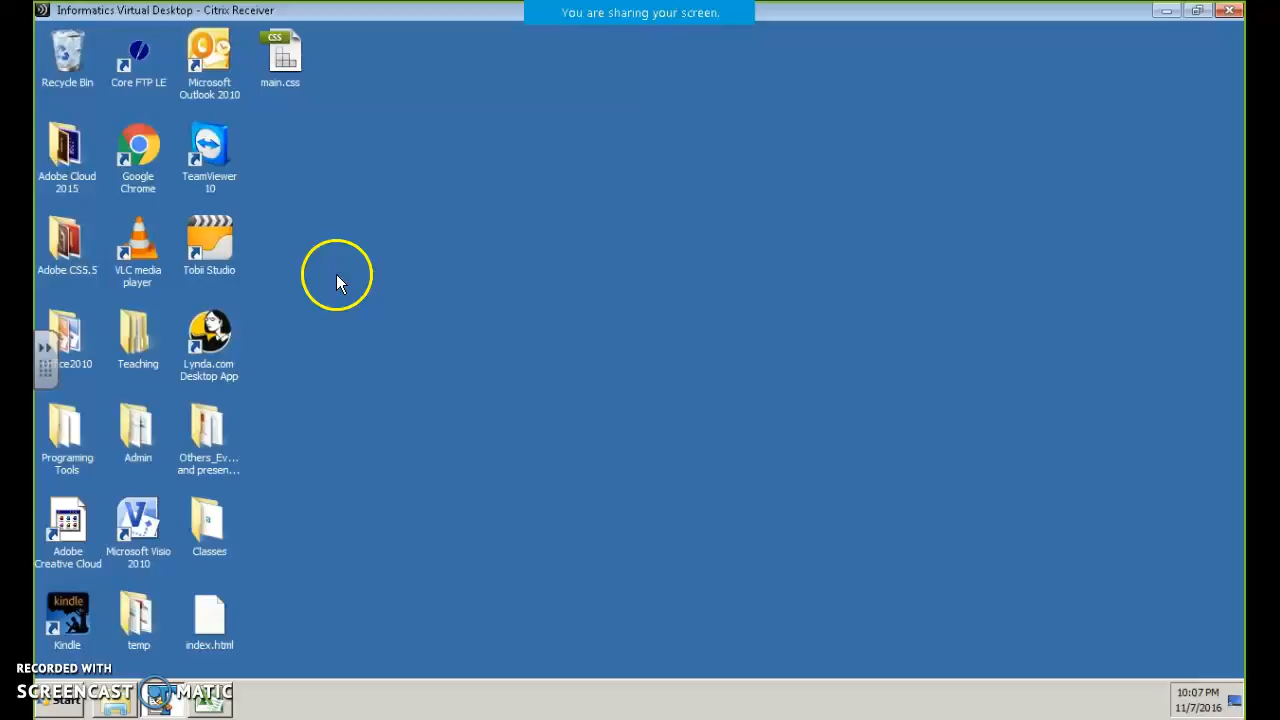 Informatics Virtual Desktop - Citrix Receiver
You are sharing your screen.
Recycle Bin
Core FTP LE
Microsoft
Outlook 2010
CSS
main.css
Adobe Cloud
2015
Google
Chrome
TeamViewer
10
Adobe CS5.5
VLC media
player
Tobii Studio
ce2010
Teaching
Lynda.com
Desktop App
Programing
Tools
Admin
Others_Ev...
and presen...
Adobe
Creative Cloud
Microsoft Visio
2010
Classes
kindle
Kindle
temp
index.html
RECORDED WITH
SCREENCAST MATIC
Start
10:07 PM
11/7/2016